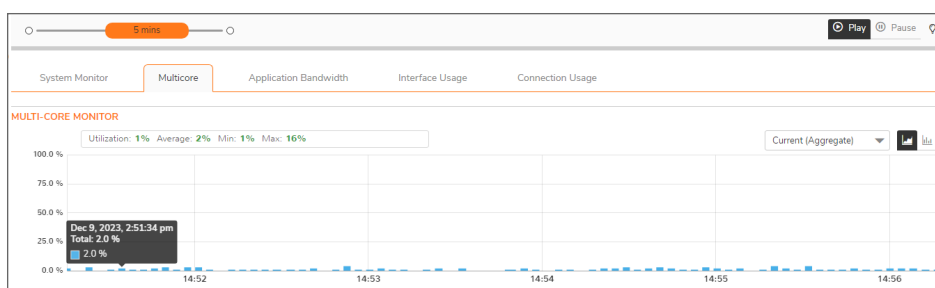 5 mins
Play Pause
System Monitor Multicore Application Bandwidth Interface Usage Connection Usage
MULTI-CORE MONITOR
Utilization: 1% Average: 2% Min: 1% Max: 16%
Current (Aggregate)
100.0 %
75.0 %
50.0 %
Dec 9, 2023, 2:51:34 pm
Total: 2.0 %
25.0 %
2.0 %
0.0 %
14:52 14:53 14:54 14:55 14:56